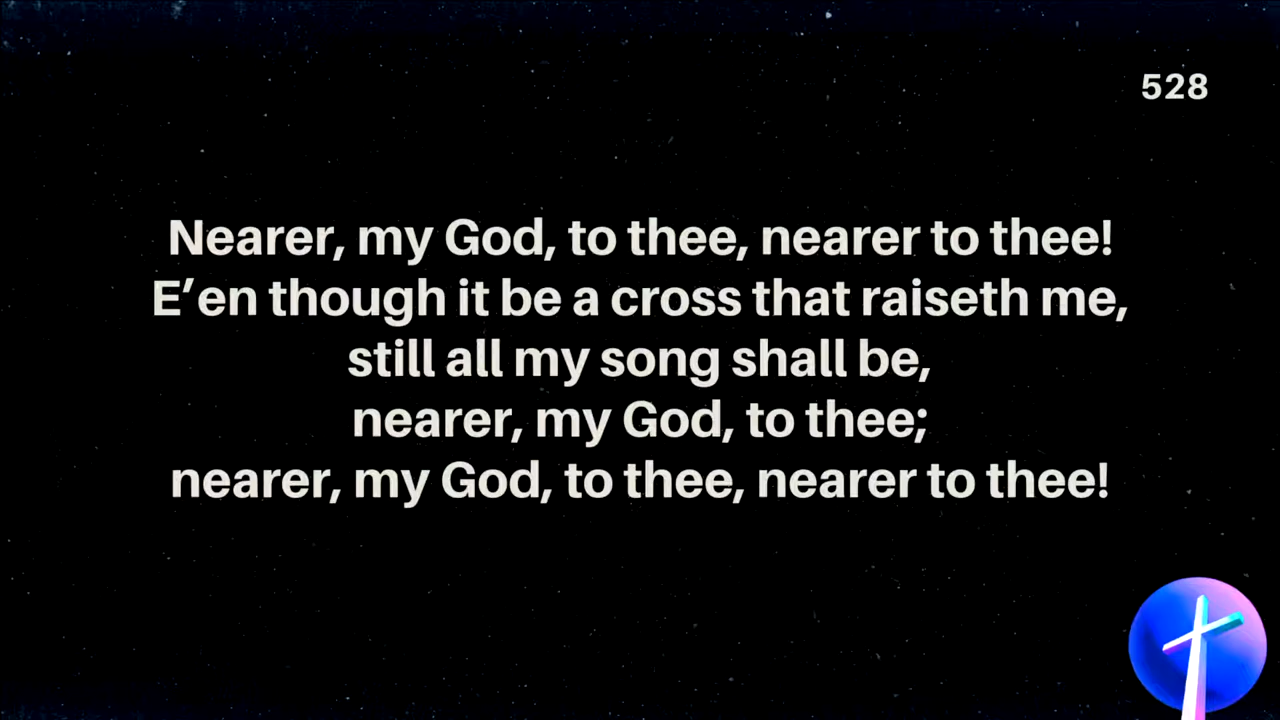 528
Nearer, my God, to thee, nearer to thee!
E’en though it be a cross that raiseth me,
still all my song shall be,
nearer, my God, to thee;
nearer, my God, to thee, nearer to thee!